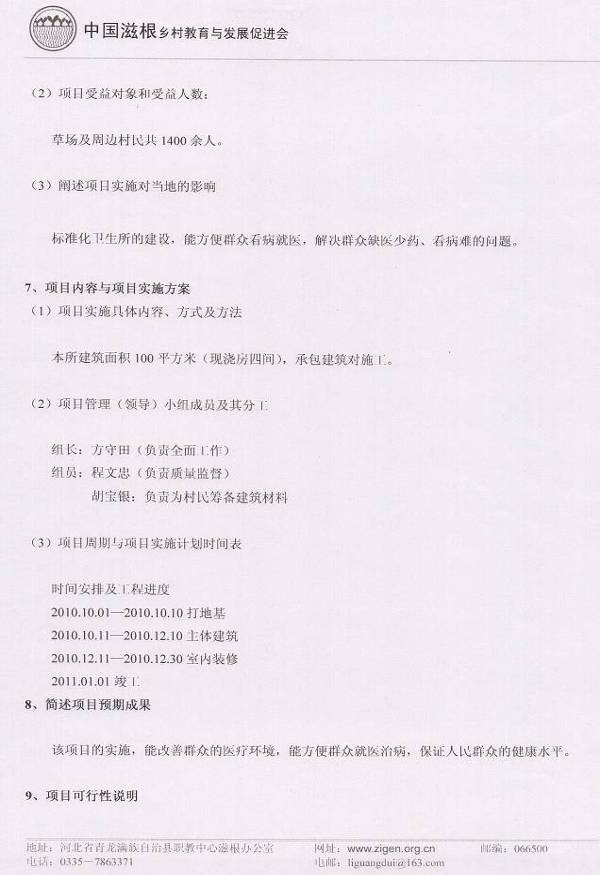 中国滋根乡村教育与发展促进会
（2）项目受益对象和受益人数：
草场及周边村民共 1400 余人。
（3）阐述项目实施对当地的影响
标准化卫生所的建设，能方便群众看病就医，解决群众缺医少药、看病难的问题。
7、项目内容与项目实施方案
（1）项目实施具体内容、方式及方法
本所建筑面积 100 平方米（现浇房四间），承包建筑对施工。
（2）项目管理（领导）小组成员及其分工
组长：方守田（负责全面工作）
组员：程文忠（负责质量监督）
胡宝银：负责为村民筹备建筑材料
（3）项目周期与项目实施计划时间表
时间安排及工程进度
2010.10.01—2010.10.10 打地基
2010.10.11—2010.12.10 主体建筑
2010.12.11—2010.12.30 室内装修
2011.01.01 竣工
8、简述项目预期成果
该项目的实施，能改善群众的医疗环境，能方便群众就医治病，保证人民群众的健康水平。
9、项目可行性说明
地址：河北省青龙满族自治县职教中心滋根办公室 网址：www.zigen.org.cn 邮编：066500
电话：0335-7863371 电邮：liguangdui@163.com